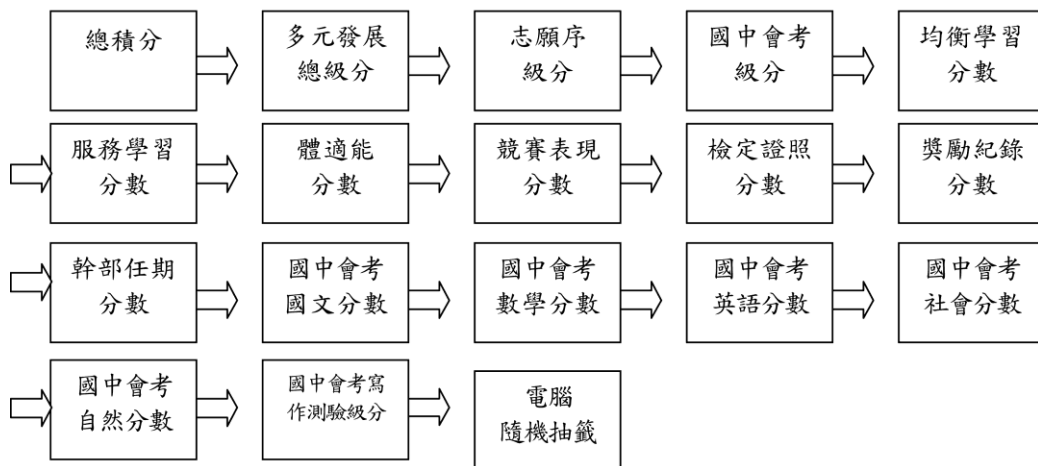 總積分
多元發展
總級分
志願序
級分
國中會考
級分
均衡學習
分數
服務學習
分數
體適能
分數
競賽表現
分數
檢定證照
分數
獎勵紀錄
分數
幹部任期
分數
國中會考
國文分數
國中會考
數學分數
國中會考
英語分數
國中會考
社會分數
國中會考
自然分數
國中會考寫
作測驗級分
電腦
隨機抽籤